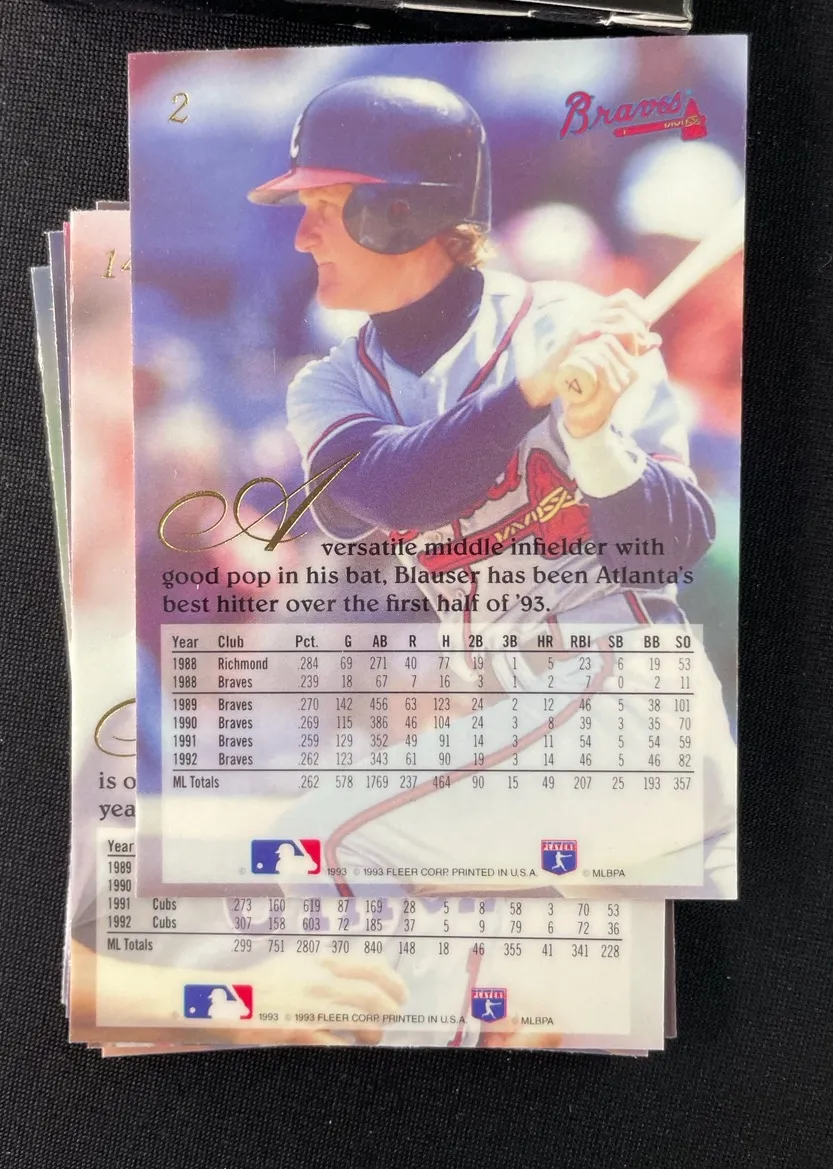 2
Braves
A versatile middle infielder with
good pop in his bat, Blauser has been Atlanta's
best hitter over the first half of '93.
Year Club Pct. G AB R H 2B 3B HR RBI SB BB SO
1988 Richmond .284 69 271 40 77 19 1 5 23 6 19 53
1988 Braves .239 18 67 7 16 3 1 2 7 0 2 11
1989 Braves .270 142 456 63 123 24 2 12 46 5 38 101
1990 Braves .269 115 386 46 104 24 3 8 39 3 35 70
1991 Braves .259 129 352 49 91 14 3 11 54 5 54 59
1992 Braves .262 123 343 61 90 19 3 14 46 5 46 82
ML Totals .262 578 1769 237 464 90 15 49 207 25 193 357
© 1993 © 1993 FLEER CORP. PRINTED IN U.S.A. PLAYERS © MLBPA
14
is o
yea
Year
1989
1990
1991 Cubs .273 160 619 87 169 28 5 8 58 3 70 53
1992 Cubs .307 158 603 72 185 37 5 9 79 6 72 36
ML Totals .299 751 2807 370 840 148 18 46 355 41 341 228
© 1993 © 1993 FLEER CORP. PRINTED IN U.S.A. PLAYERS © MLBPA